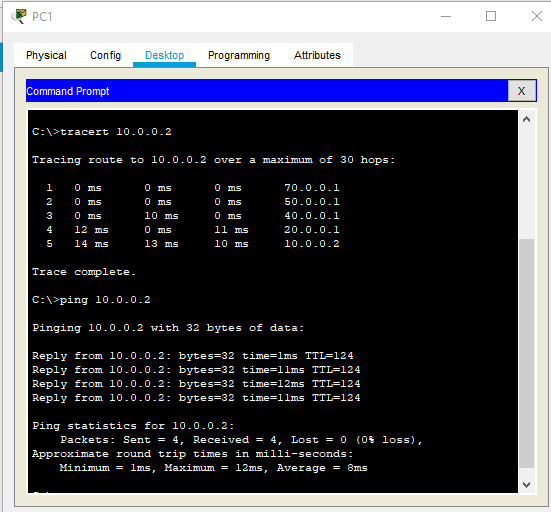 PC1
Physical Config Desktop Programming Attributes
Command Prompt X
C:\>tracert 10.0.0.2
Tracing route to 10.0.0.2 over a maximum of 30 hops:
1 0 ms 0 ms 0 ms 70.0.0.1
2 0 ms 0 ms 0 ms 50.0.0.1
3 0 ms 10 ms 0 ms 40.0.0.1
4 12 ms 0 ms 11 ms 20.0.0.1
5 14 ms 13 ms 10 ms 10.0.0.2
Trace complete.
C:\>ping 10.0.0.2
Pinging 10.0.0.2 with 32 bytes of data:
Reply from 10.0.0.2: bytes=32 time=1ms TTL=124
Reply from 10.0.0.2: bytes=32 time=11ms TTL=124
Reply from 10.0.0.2: bytes=32 time=12ms TTL=124
Reply from 10.0.0.2: bytes=32 time=11ms TTL=124
Ping statistics for 10.0.0.2:
Packets: Sent = 4, Received = 4, Lost = 0 (0% loss),
Approximate round trip times in milli-seconds:
Minimum = 1ms, Maximum = 12ms, Average = 8ms